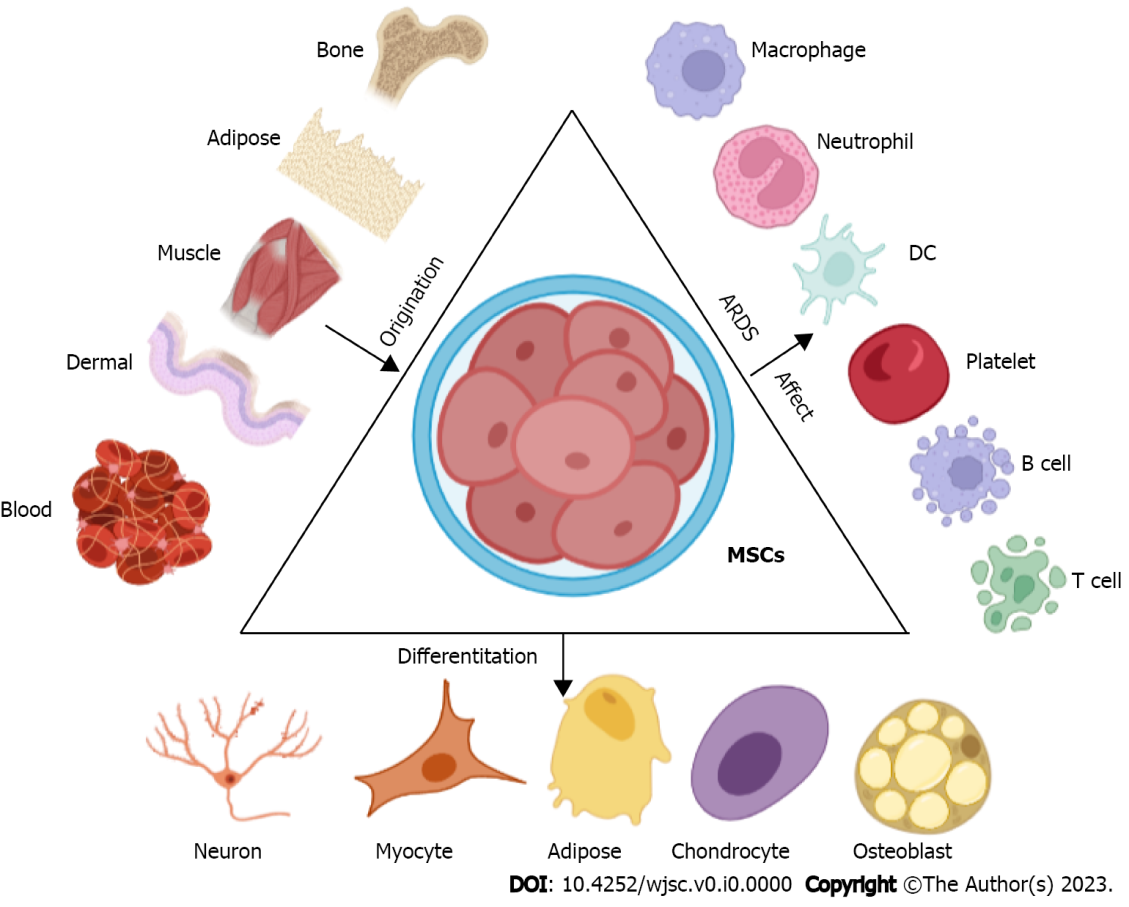 Bone
Macrophage
Adipose
Neutrophil
Muscle
DC
Origination
ARDS
Affect
Dermal
Platelet
B cell
Blood
MSCs
T cell
Differentitation
Neuron
Myocyte
Adipose
Chondrocyte
Osteoblast
DOI: 10.4252/wjsc.v0.i0.0000 Copyright ©The Author(s) 2023.